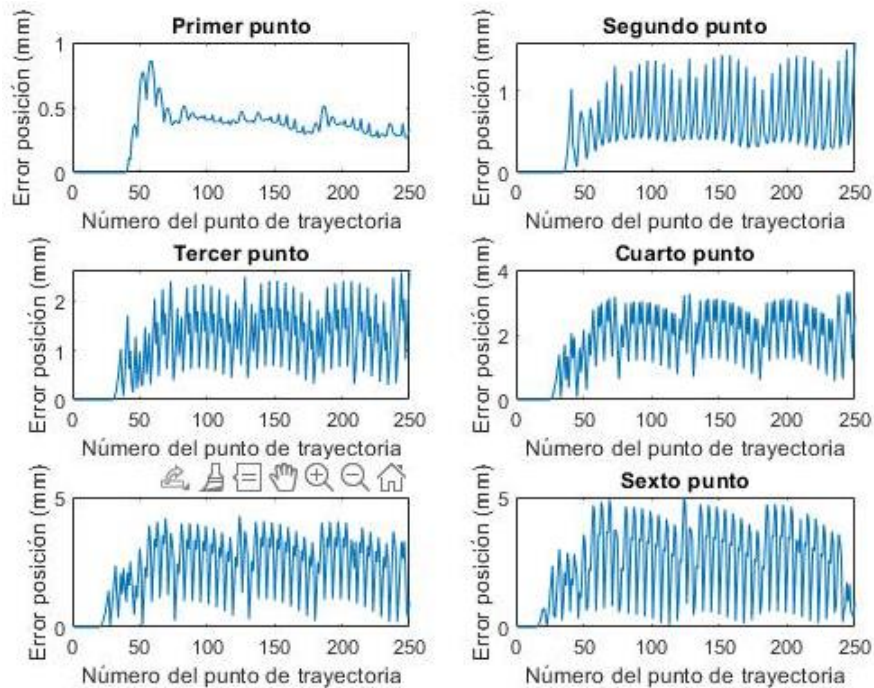 Primer punto
Error posición (mm)
1
0.5
0
0 50 100 150 200 250
Número del punto de trayectoria
Segundo punto
Error posición (mm)
1
0
0 50 100 150 200 250
Número del punto de trayectoria
Tercer punto
Error posición (mm)
2
1
0
0 50 100 150 200 250
Número del punto de trayectoria
Cuarto punto
Error posición (mm)
4
2
0
0 50 100 150 200 250
Número del punto de trayectoria
Error posición (mm)
5
0
0 50 100 150 200 250
Número del punto de trayectoria
Sexto punto
Error posición (mm)
5
0
0 50 100 150 200 250
Número del punto de trayectoria